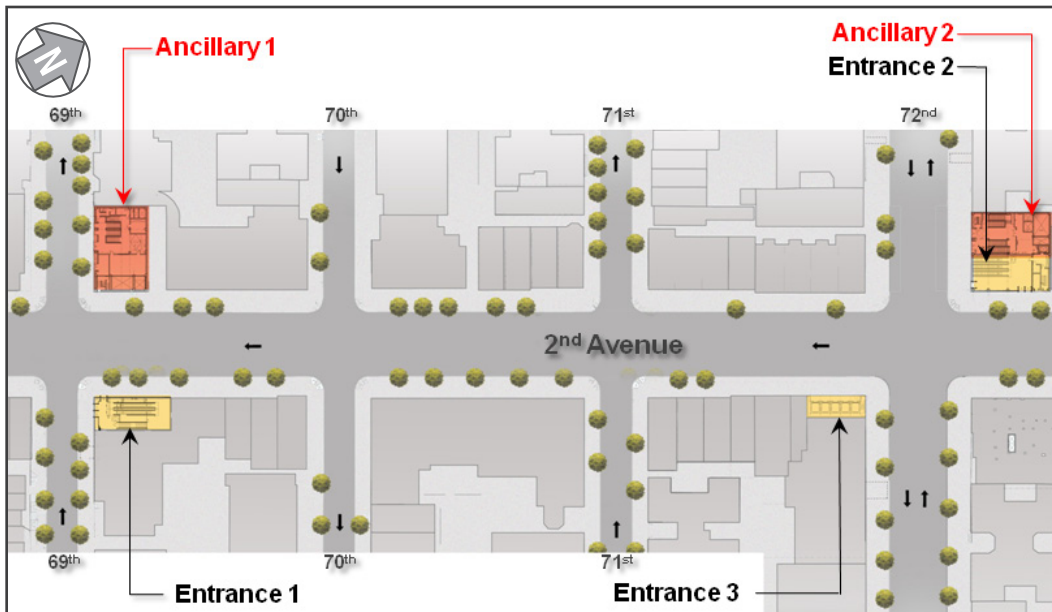 N
Ancillary 1
Ancillary 2
Entrance 2
69th
70th
71st
72nd
2nd Avenue
69th
70th
71st
Entrance 1
Entrance 3